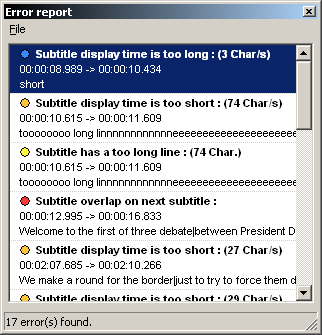 Error report
File
Subtitle display time is too long : (3 Char/s)
00:00:08.989 -> 00:00:10.434
short
Subtitle display time is too short : (74 Char/s)
00:00:10.615 -> 00:00:11.609
toooooooo long linnnnnnnnnnneeeeeeeeeeeeeeeeeeeee
Subtitle has a too long line : (74 Char.)
00:00:10.615 -> 00:00:11.609
toooooooo long linnnnnnnnnnneeeeeeeeeeeeeeeeeeeee
Subtitle overlap on next subtitle :
00:00:12.995 -> 00:00:16.833
Welcome to the first of three debate|between President D
Subtitle display time is too short : (27 Char/s)
00:02:07.685 -> 00:02:10.266
We make a round for the border|just to try to force them d
Subtitle display time is too short : (29 Char/s)
17 error(s) found.